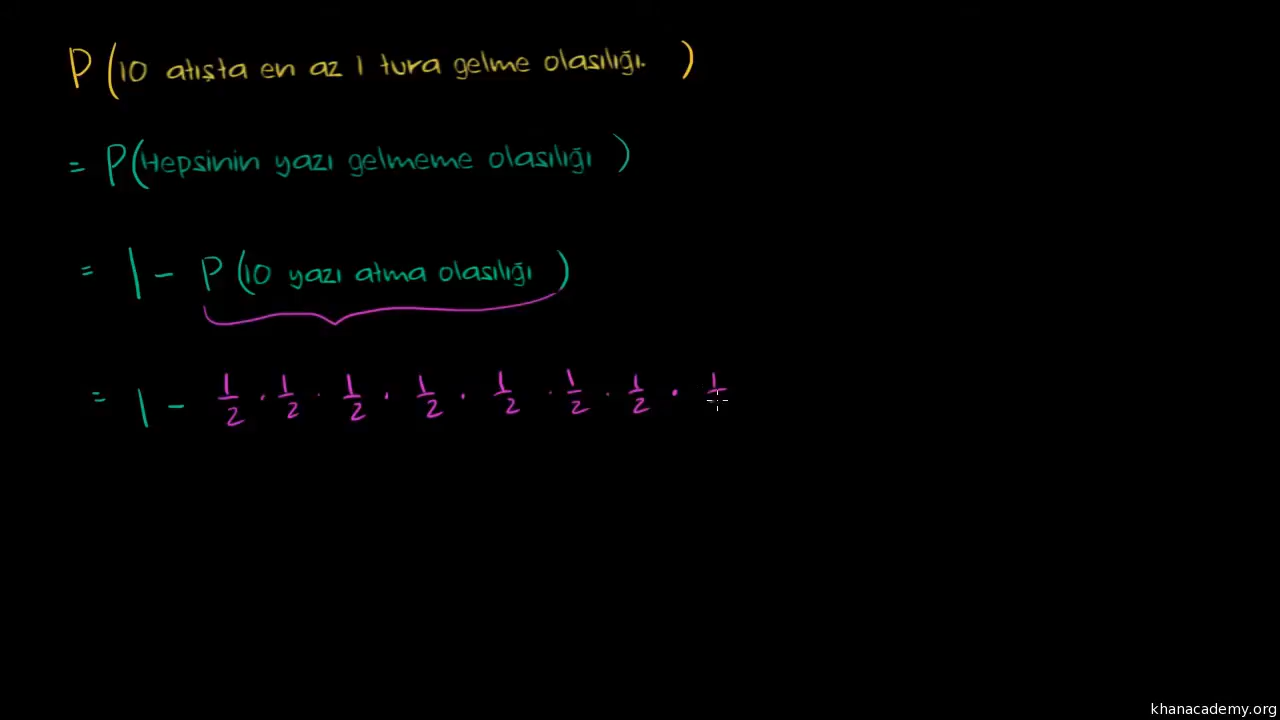 P(10 atışta en az 1 tura gelme olasılığı. )
= P(Hepsinin yazı gelmeme olasılığı )
= 1 - P (10 yazı atma olasılığı )
= 1 - 1/2 · 1/2 · 1/2 · 1/2 · 1/2 · 1/2 · 1/2 · 1/
khanacademy.org